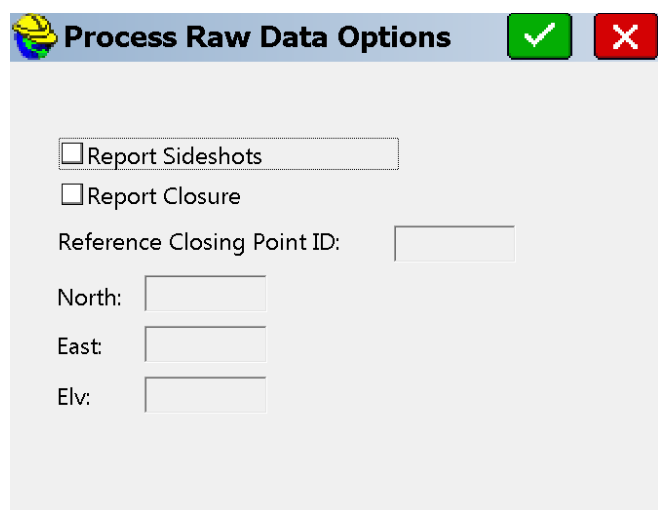 Process Raw Data Options
Report Sideshots
Report Closure
Reference Closing Point ID:
North:
East:
Elv: